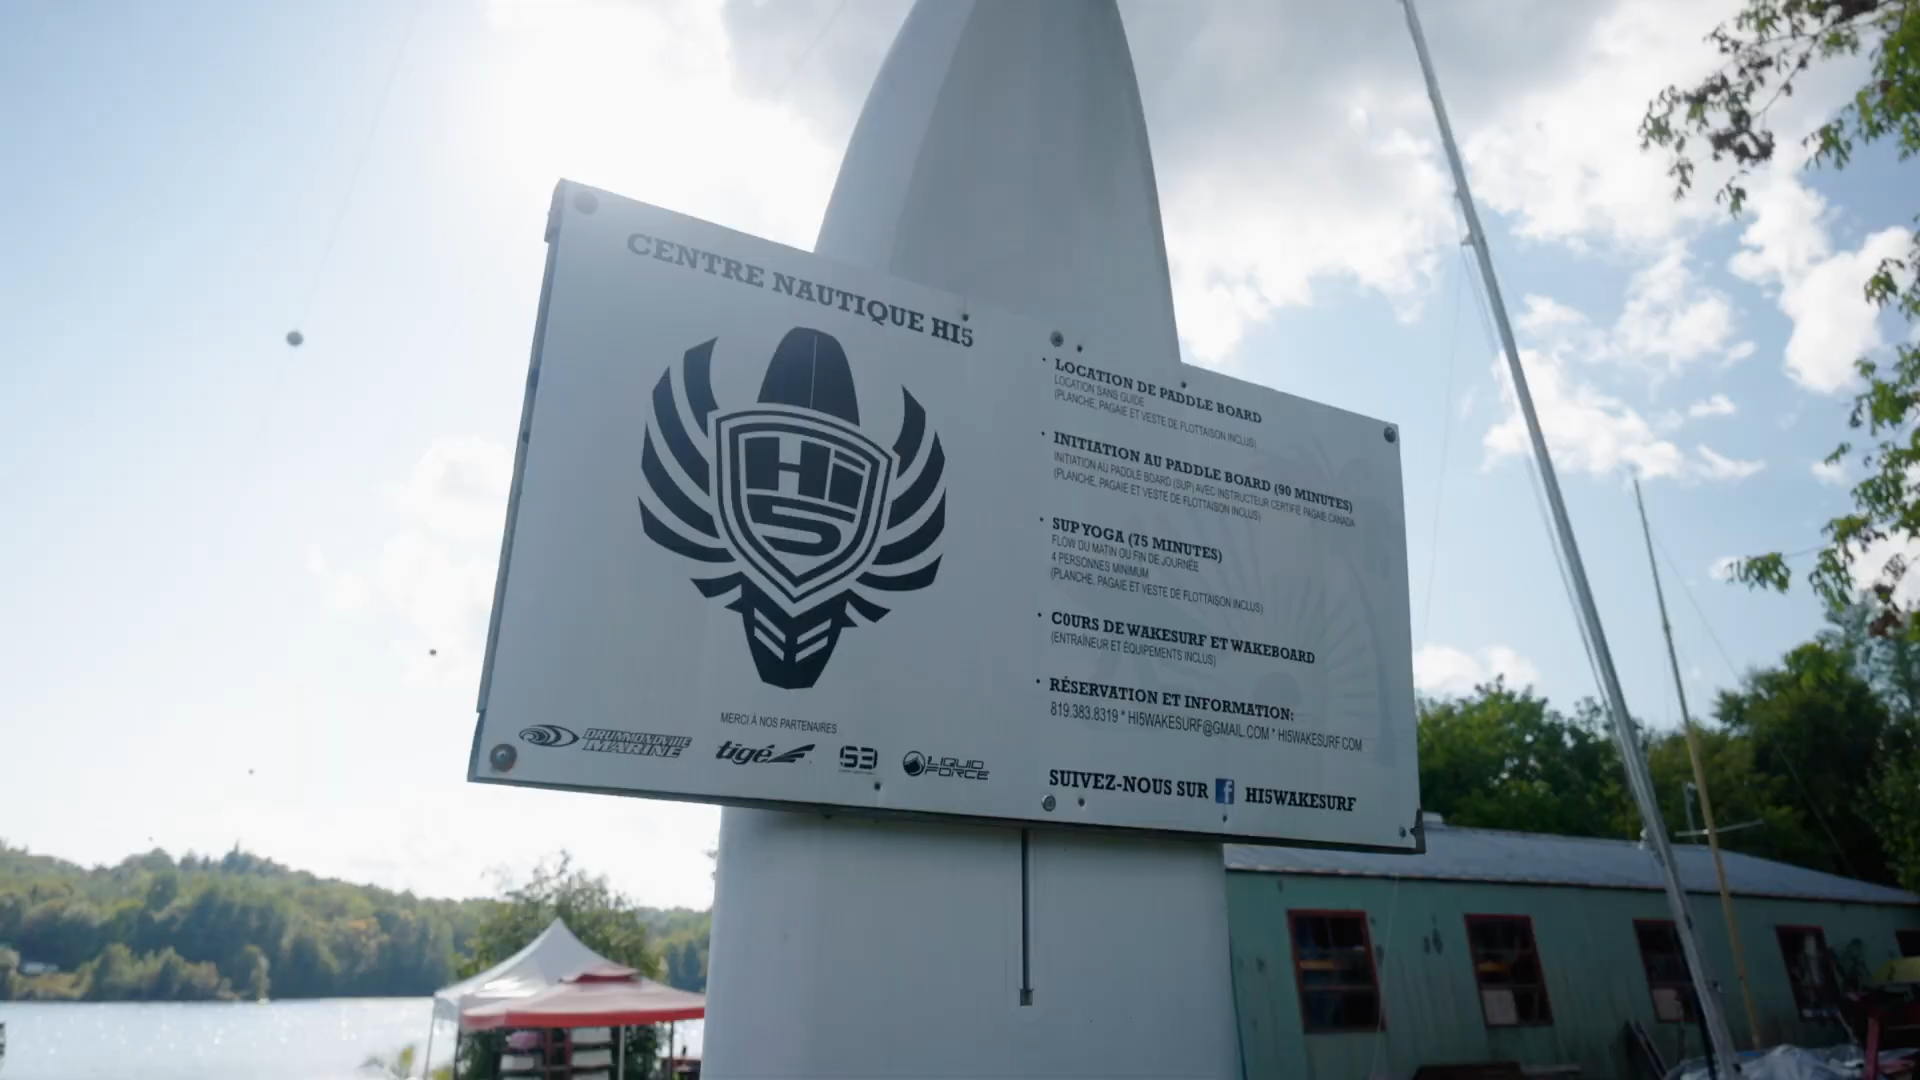 CENTRE NAUTIQUE HI5
Hi
5
MERCI À NOS PARTENAIRES
DRUMMONDVILLE
MARINE
tigé
S3
LIQUID
FORCE
· LOCATION DE PADDLE BOARD
LOCATION SANS GUIDE
(PLANCHE, PAGAIE ET VESTE DE FLOTTAISON INCLUS)
· INITIATION AU PADDLE BOARD (90 MINUTES)
INITIATION AU PADDLE BOARD (SUP) AVEC INSTRUCTEUR CERTIFIÉ PAGAIE CANADA
(PLANCHE, PAGAIE ET VESTE DE FLOTTAISON INCLUS)
· SUP YOGA (75 MINUTES)
FLOW DU MATIN OU FIN DE JOURNÉE
4 PERSONNES MINIMUM
(PLANCHE, PAGAIE ET VESTE DE FLOTTAISON INCLUS)
· COURS DE WAKESURF ET WAKEBOARD
(ENTRAÎNEUR ET ÉQUIPEMENTS INCLUS)
· RÉSERVATION ET INFORMATION:
819.383.8319 * HI5WAKESURF@GMAIL.COM * HI5WAKESURF.COM
SUIVEZ-NOUS SUR f HI5WAKESURF